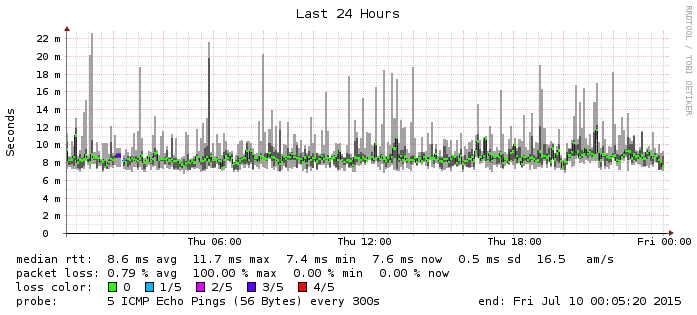 Last 24 Hours
RRDTOOL / TOBI OETIKER
Seconds
22 m
20 m
18 m
16 m
14 m
12 m
10 m
8 m
6 m
4 m
2 m
0
Thu 06:00 Thu 12:00 Thu 18:00 Fri 00:00
median rtt: 8.6 ms avg 11.7 ms max 7.4 ms min 7.6 ms now 0.5 ms sd 16.5 am/s
packet loss: 0.79 % avg 100.00 % max 0.00 % min 0.00 % now
loss color: 0 1/5 2/5 3/5 4/5
probe: 5 ICMP Echo Pings (56 Bytes) every 300s end: Fri Jul 10 00:05:20 2015